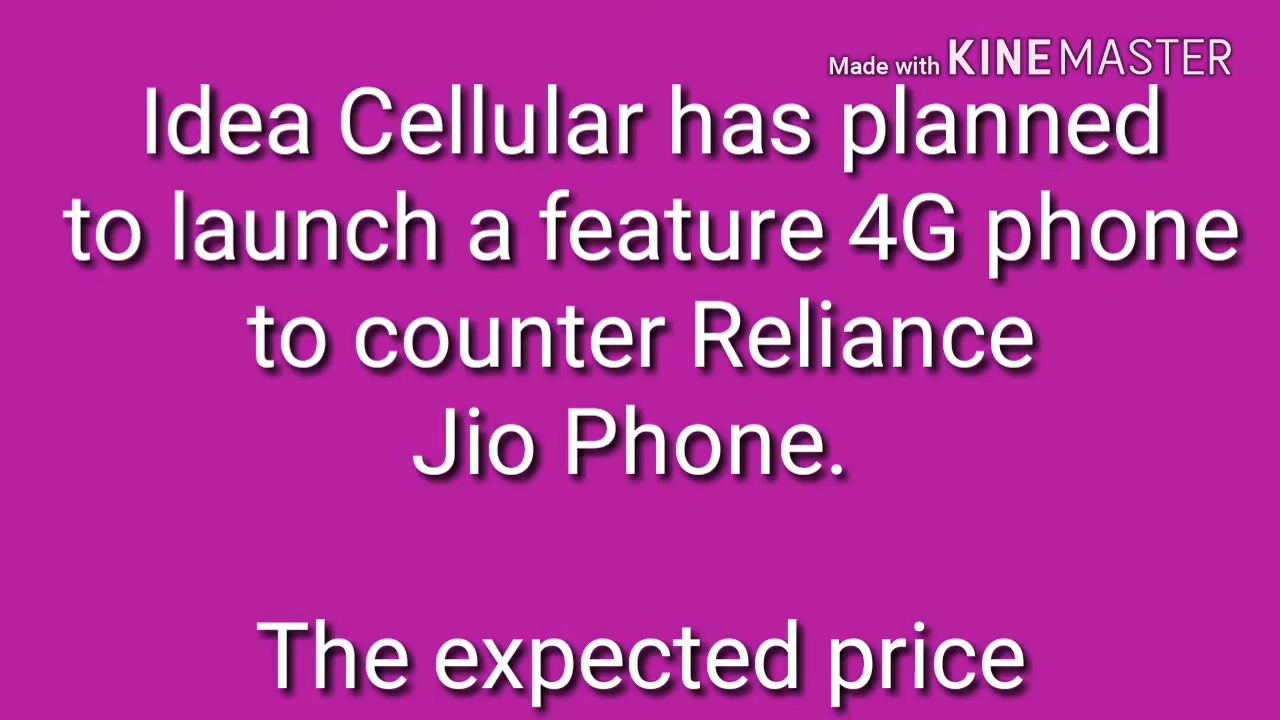 Made with KINEMASTER
Idea Cellular has planned
to launch a feature 4G phone
to counter Reliance
Jio Phone.
The expected price